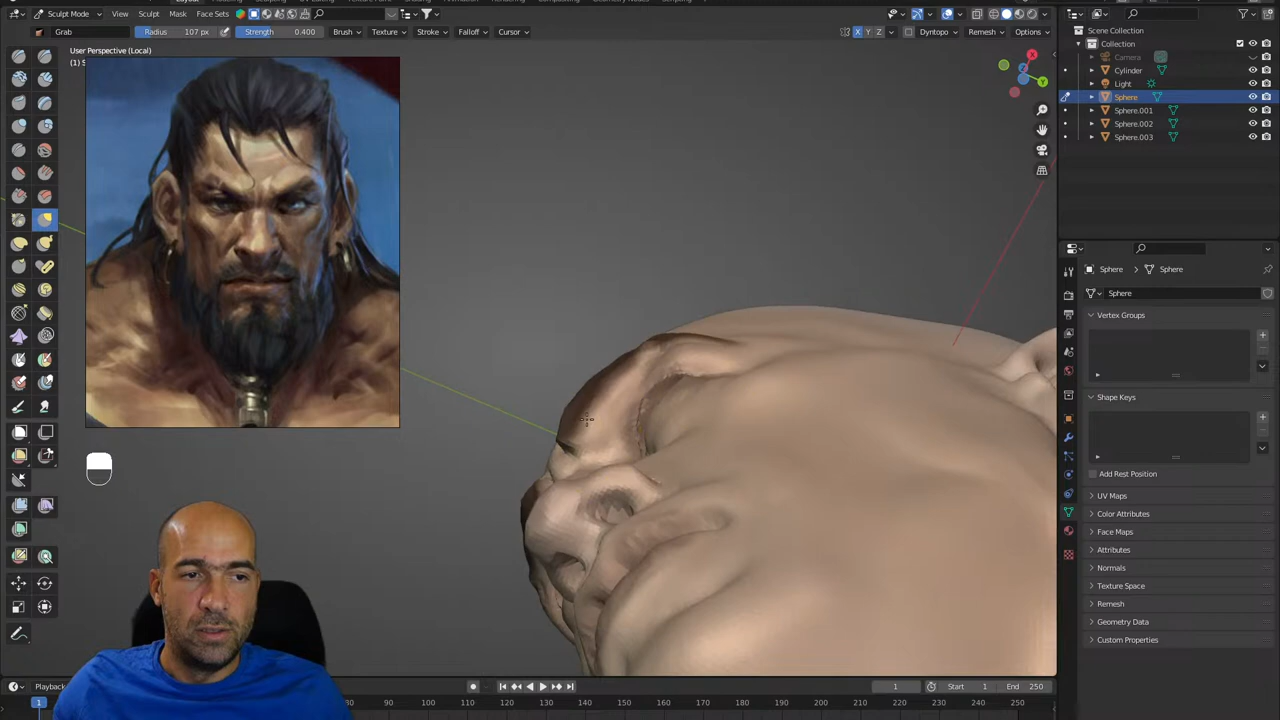 Sculpt Mode View Sculpt Mask Face Sets
Grab Radius 107 px Strength 0.400 Brush Texture Stroke Falloff Cursor X Y Z Dyntopo Remesh Options
User Perspective (Local)
Scene Collection
Collection
Camera
Cylinder
Light
Sphere
Sphere.001
Sphere.002
Sphere.003
Sphere Sphere
Sphere
Vertex Groups
Shape Keys
Add Rest Position
UV Maps
Color Attributes
Face Maps
Attributes
Normals
Texture Space
Remesh
Geometry Data
Custom Properties
X
Y
Z
Playback 1 Start 1 End 250
1 100 110 120 130 140 150 160 170 180 190 200 210 220 230 240 250